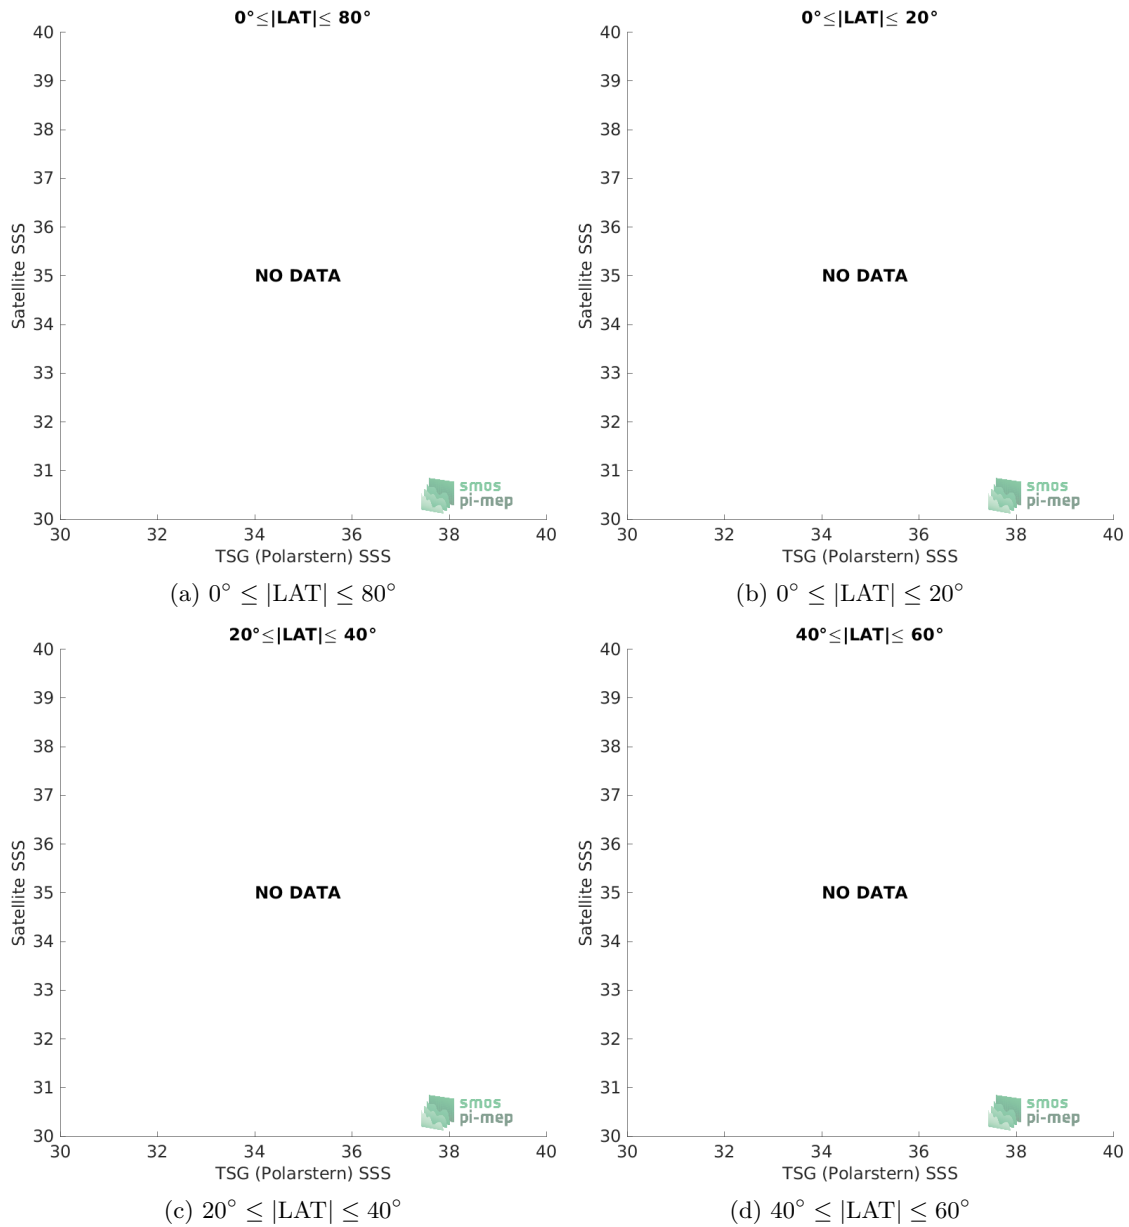 0°≤|LAT|≤ 80°
40
39
38
37
36
35
34
33
32
31
30
Satellite SSS
NO DATA
smos
pi-mep
30 32 34 36 38 40
TSG (Polarstern) SSS
(a) 0° ≤ |LAT| ≤ 80°
0°≤|LAT|≤ 20°
40
39
38
37
36
35
34
33
32
31
30
Satellite SSS
NO DATA
smos
pi-mep
30 32 34 36 38 40
TSG (Polarstern) SSS
(b) 0° ≤ |LAT| ≤ 20°
20°≤|LAT|≤ 40°
40
39
38
37
36
35
34
33
32
31
30
Satellite SSS
NO DATA
smos
pi-mep
30 32 34 36 38 40
TSG (Polarstern) SSS
(c) 20° ≤ |LAT| ≤ 40°
40°≤|LAT|≤ 60°
40
39
38
37
36
35
34
33
32
31
30
Satellite SSS
NO DATA
smos
pi-mep
30 32 34 36 38 40
TSG (Polarstern) SSS
(d) 40° ≤ |LAT| ≤ 60°